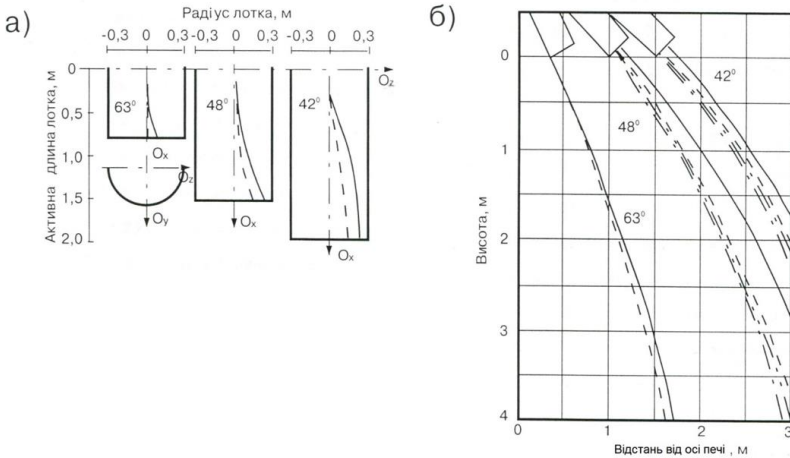 а)
Радіус лотка, м
-0,3 0 0,3 -0,3 0 0,3 -0,3 0 0,3
Активна длина лотка, м
0
0,5
1,0
1,5
2,0
Oz
63°
48°
42°
Ox
Oz
Oy
Ox
Ox
б)
Висота, м
0
1
2
3
4
42°
48°
63°
0 1 2 3
Відстань від осі печі , м